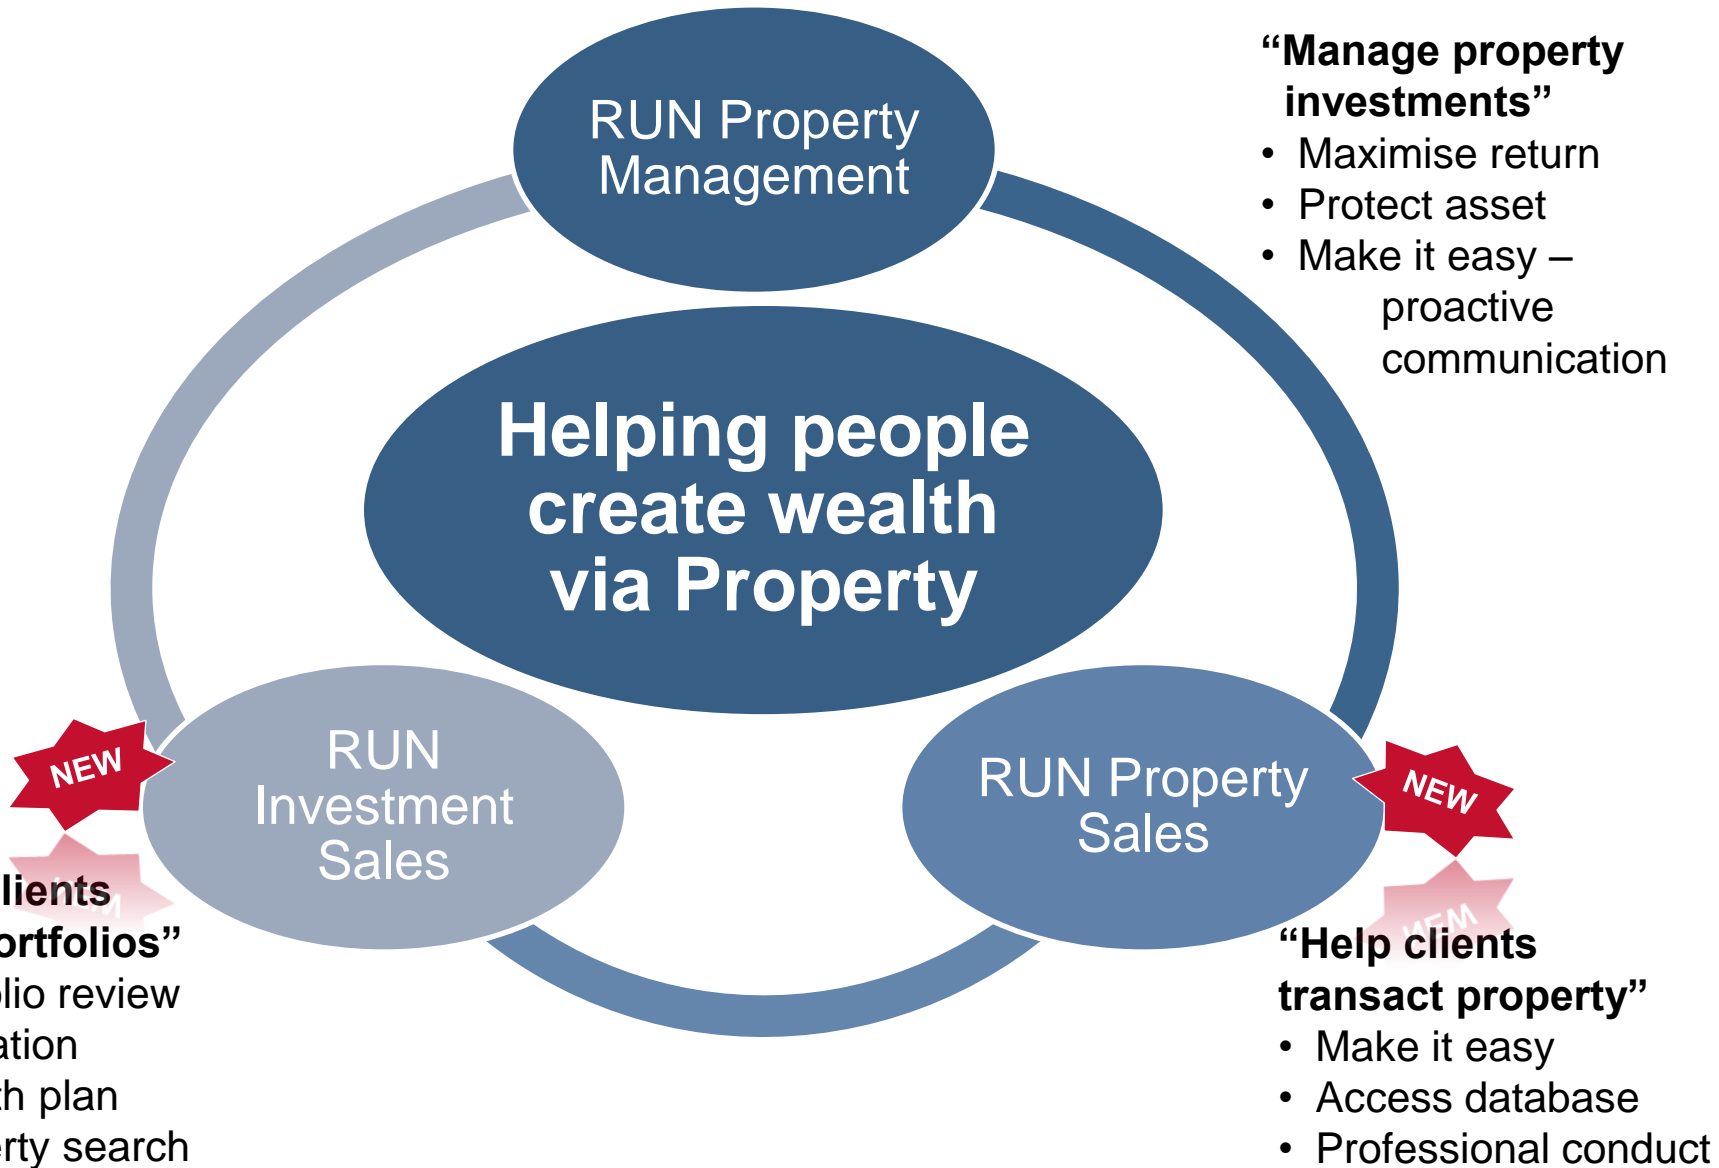 RUN Property
Management
“Manage property
investments”
• Maximise return
• Protect asset
• Make it easy –
proactive
communication
Helping people
create wealth
via Property
NEW
RUN
Investment
Sales
RUN Property
Sales
NEW
lients
ortfolios”
lio review
ation
th plan
erty search
“Help clients
transact property”
• Make it easy
• Access database
• Professional conduct